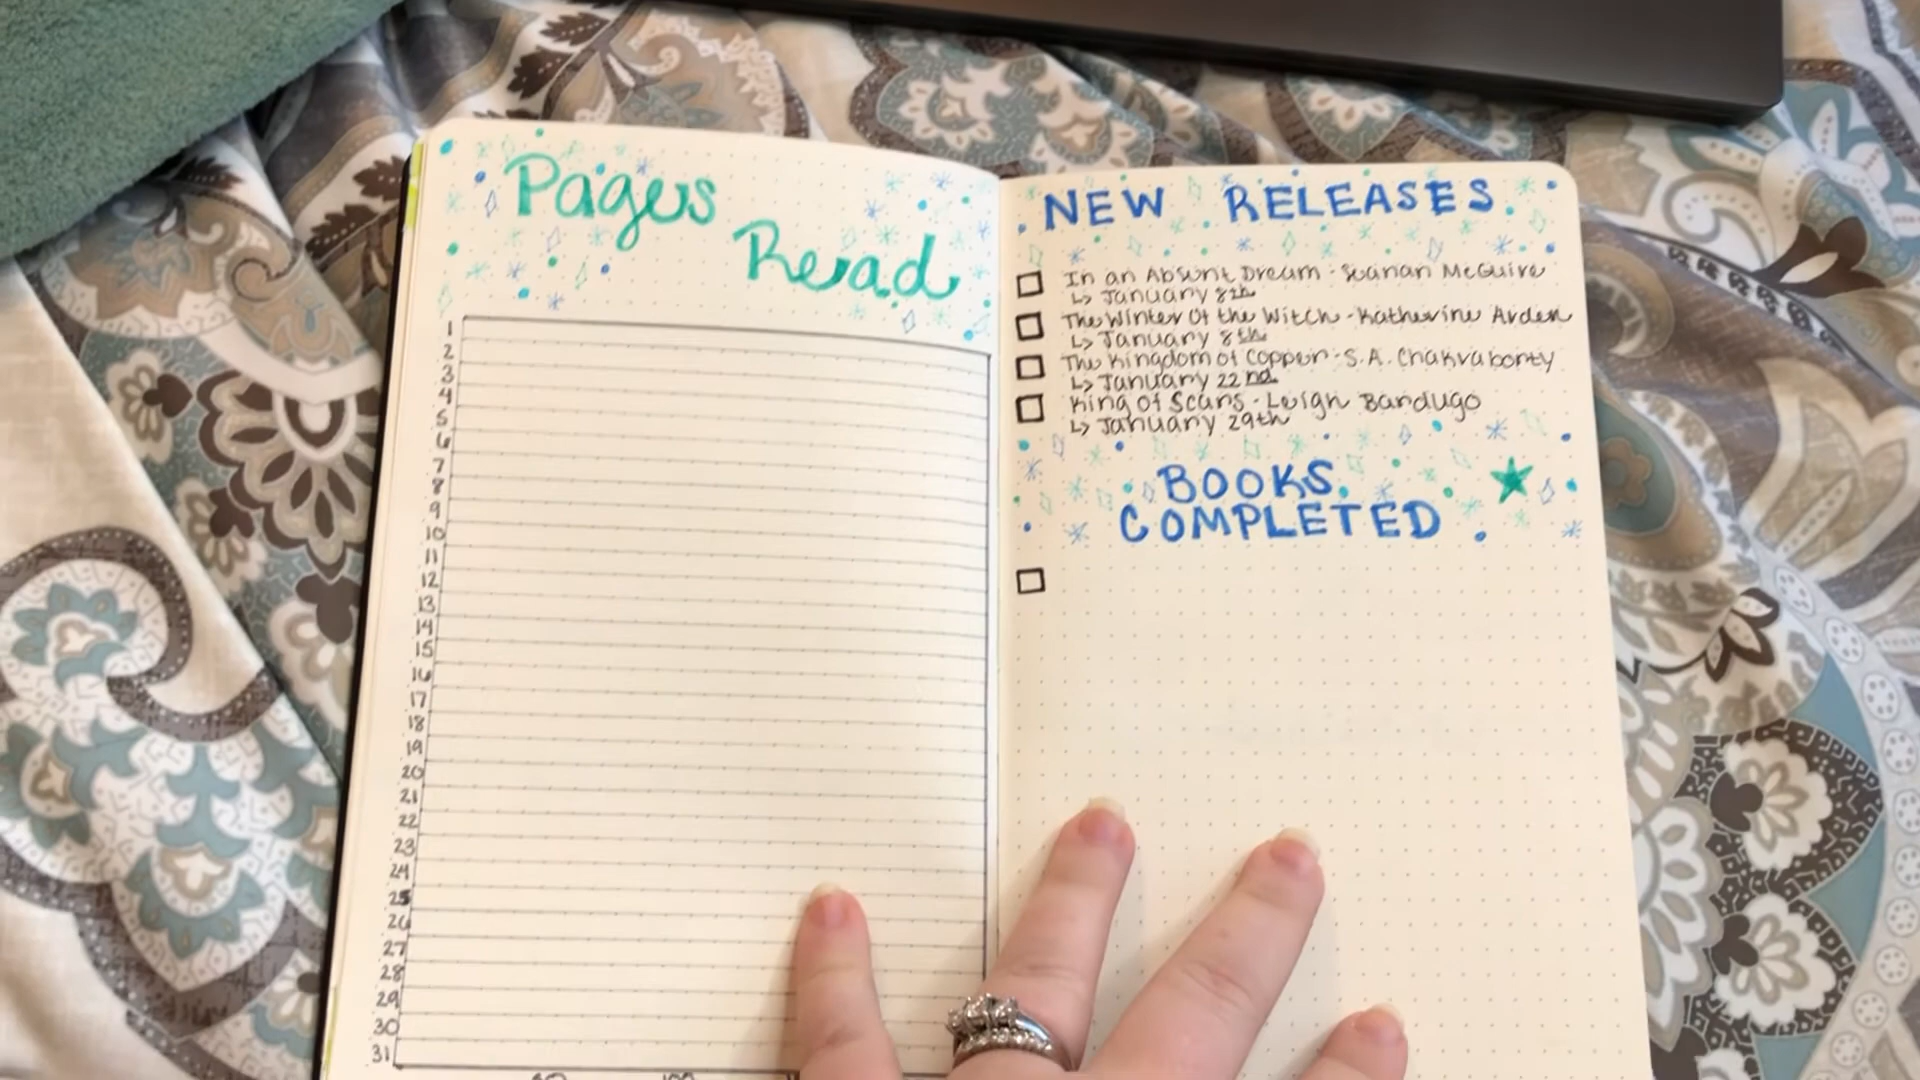 Pages
Read
1
2
3
4
5
6
7
8
9
10
11
12
13
14
15
16
17
18
19
20
21
22
23
24
25
26
27
28
29
30
31
NEW RELEASES
In an Absent Dream - Seanan McGuire
↳ January 8th
The Winter Of the Witch - Katherine Arden
↳ January 8th
The Kingdom of Copper - S.A. Chakraborty
↳ January 22nd
King of Scars - Leigh Bardugo
↳ January 29th
BOOKS
COMPLETED